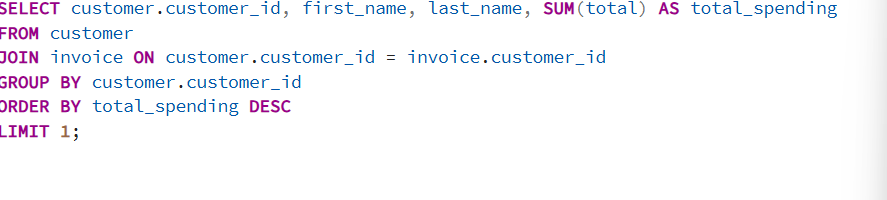 SELECT customer.customer_id, first_name, last_name, SUM(total) AS total_spending
FROM customer
JOIN invoice ON customer.customer_id = invoice.customer_id
GROUP BY customer.customer_id
ORDER BY total_spending DESC
LIMIT 1;